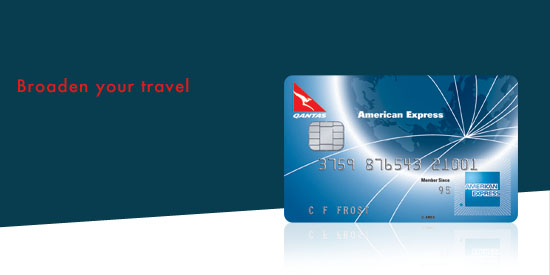 Broaden your travel
QANTAS
American Express
3759 876543 21001
Member Since
95
AMERICAN EXPRESS
C F FROST